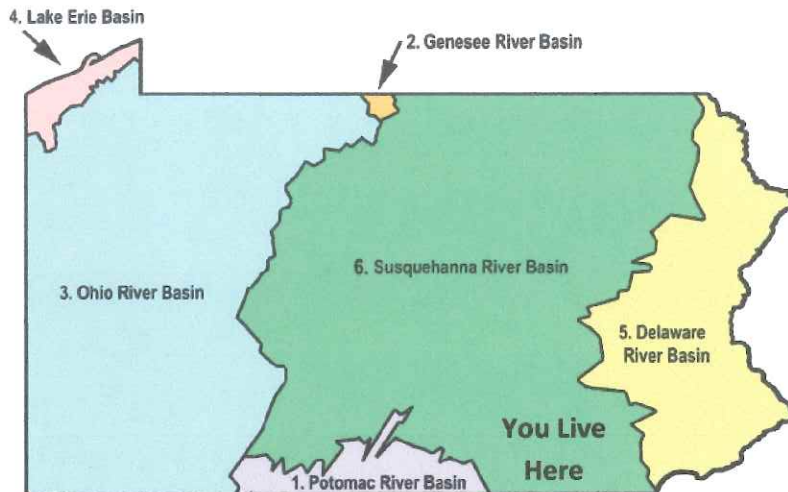 4. Lake Erie Basin
2. Genesee River Basin
6. Susquehanna River Basin
3. Ohio River Basin
5. Delaware
River Basin
You Live
Here
1. Potomac River Basin